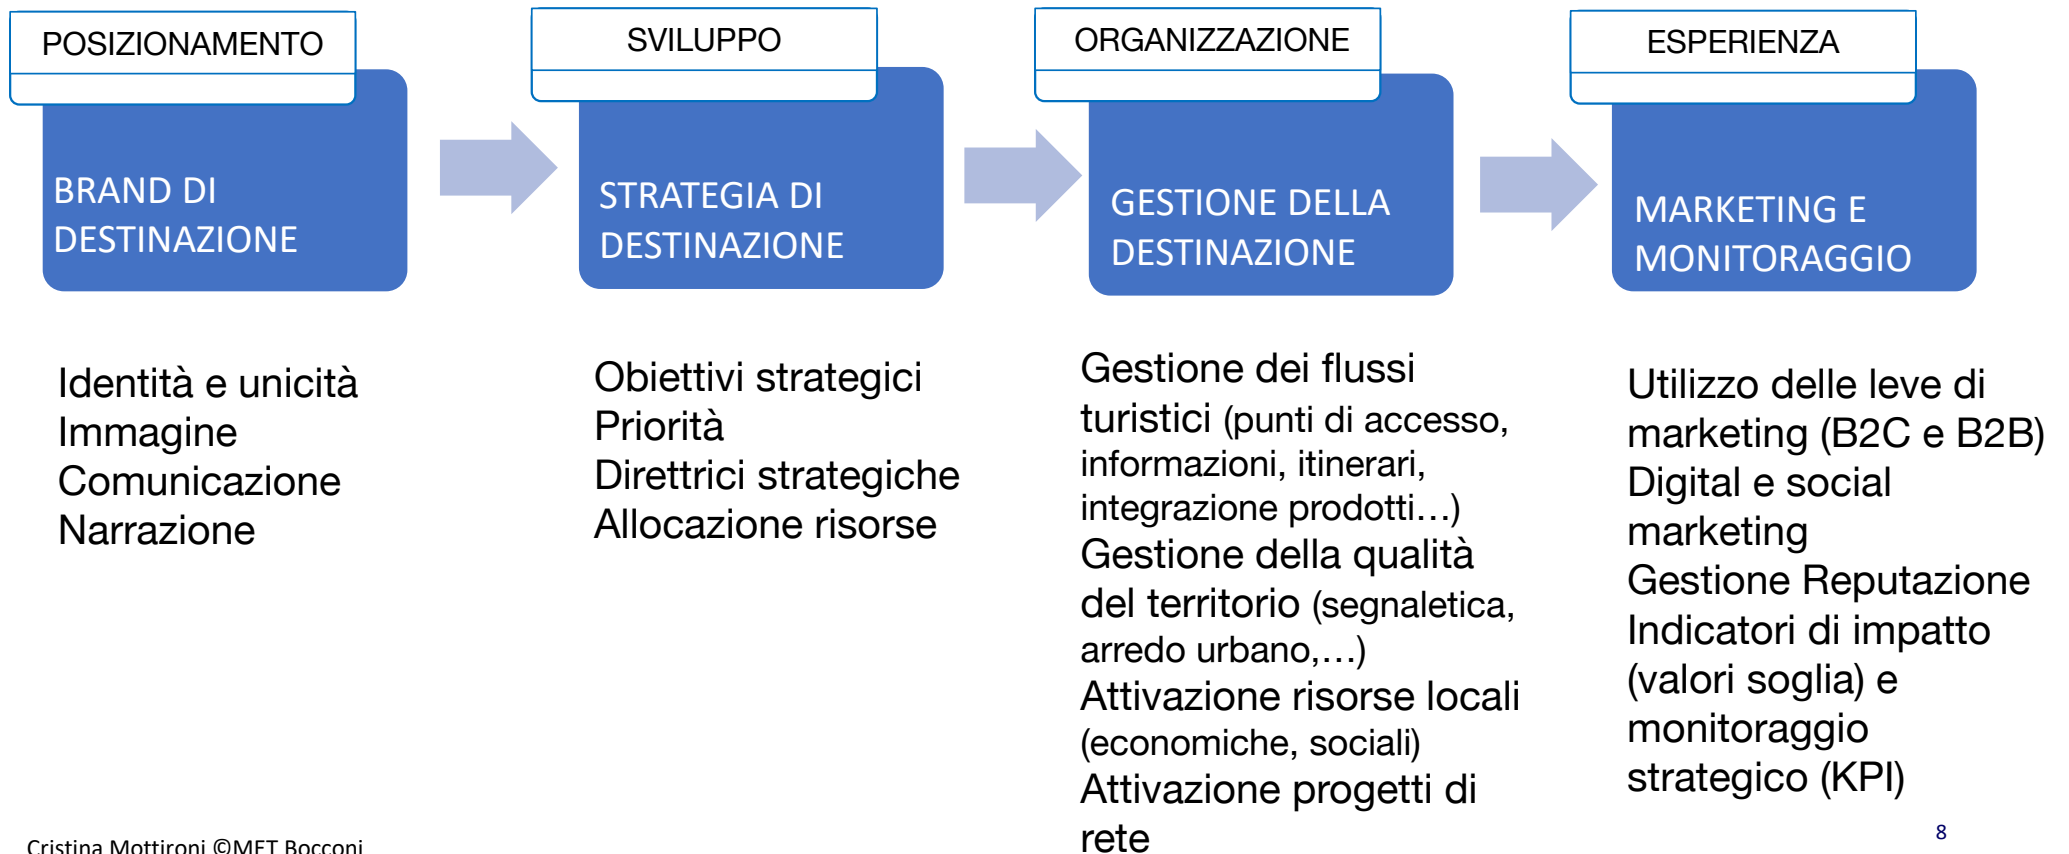 POSIZIONAMENTO
BRAND DI
DESTINAZIONE
Identità e unicità
Immagine
Comunicazione
Narrazione
SVILUPPO
STRATEGIA DI
DESTINAZIONE
Obiettivi strategici
Priorità
Direttrici strategiche
Allocazione risorse
ORGANIZZAZIONE
GESTIONE DELLA
DESTINAZIONE
Gestione dei flussi
turistici (punti di accesso,
informazioni, itinerari,
integrazione prodotti…)
Gestione della qualità
del territorio (segnaletica,
arredo urbano,…)
Attivazione risorse locali
(economiche, sociali)
Attivazione progetti di
rete
ESPERIENZA
MARKETING E
MONITORAGGIO
Utilizzo delle leve di
marketing (B2C e B2B)
Digital e social
marketing
Gestione Reputazione
Indicatori di impatto
(valori soglia) e
monitoraggio
strategico (KPI)
Cristina Mottironi ©MET Bocconi
8